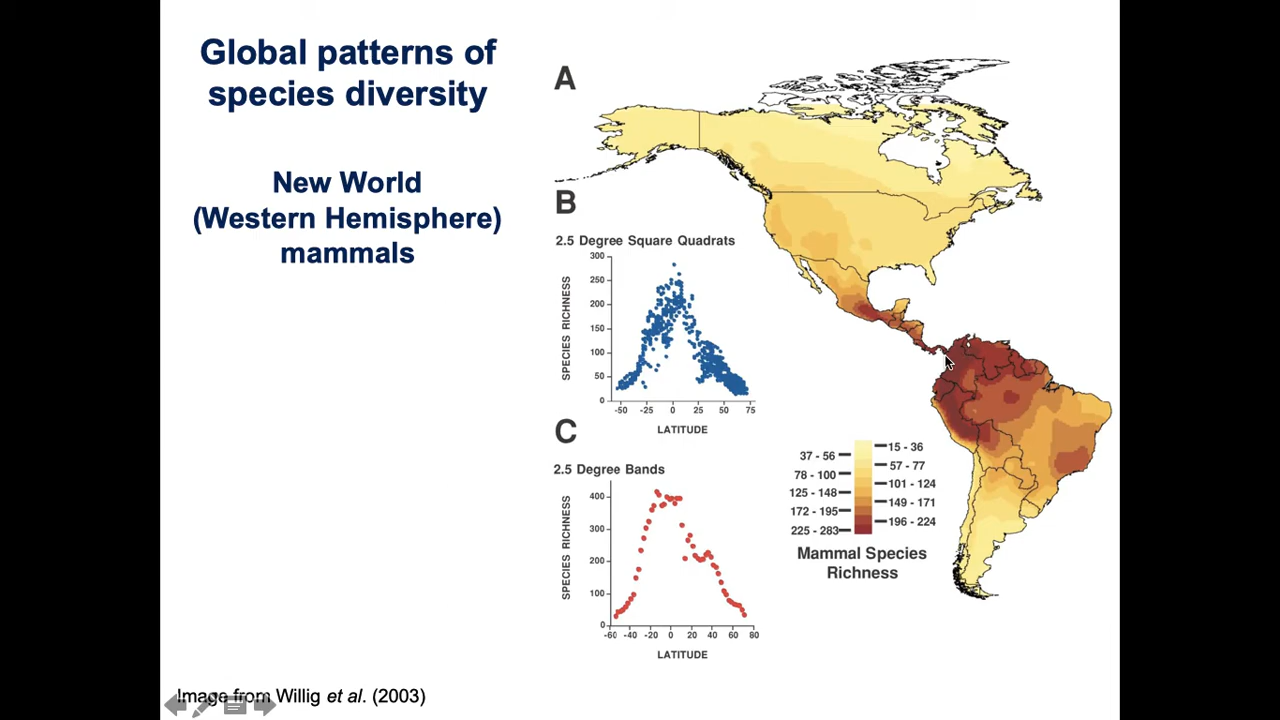 Global patterns of
species diversity
New World
(Western Hemisphere)
mammals
Image from Willig et al. (2003)
A
B
2.5 Degree Square Quadrats
SPECIES RICHNESS
300
250
200
150
100
50
0
-50 -25 0 25 50 75
LATITUDE
C
2.5 Degree Bands
SPECIES RICHNESS
400
300
200
100
0
-60 -40 -20 0 20 40 60 80
LATITUDE
15 - 36
37 - 56
57 - 77
78 - 100
101 - 124
125 - 148
149 - 171
172 - 195
196 - 224
225 - 283
Mammal Species
Richness